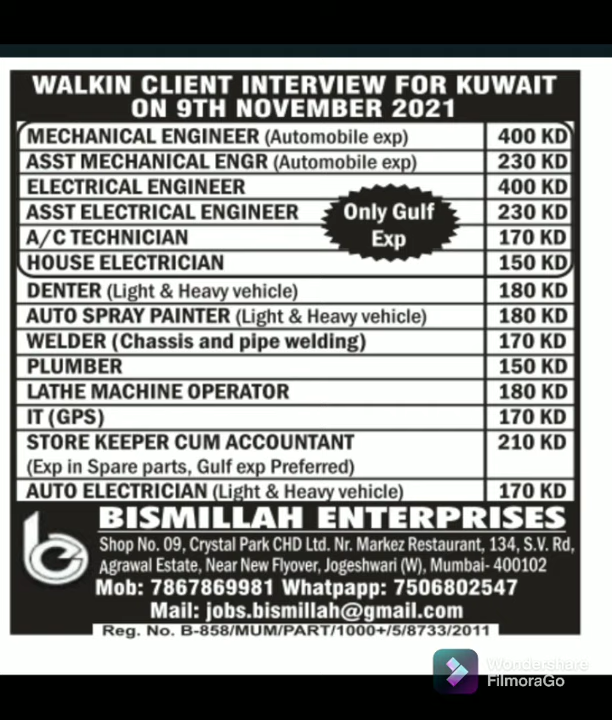 WALKIN CLIENT INTERVIEW FOR KUWAIT
ON 9TH NOVEMBER 2021
MECHANICAL ENGINEER (Automobile exp) 400 KD
ASST MECHANICAL ENGR (Automobile exp) 230 KD
ELECTRICAL ENGINEER 400 KD
ASST ELECTRICAL ENGINEER 230 KD
A/C TECHNICIAN 170 KD
HOUSE ELECTRICIAN 150 KD
Only Gulf
Exp
DENTER (Light & Heavy vehicle) 180 KD
AUTO SPRAY PAINTER (Light & Heavy vehicle) 180 KD
WELDER (Chassis and pipe welding) 170 KD
PLUMBER 150 KD
LATHE MACHINE OPERATOR 180 KD
IT (GPS) 170 KD
STORE KEEPER CUM ACCOUNTANT 210 KD
(Exp in Spare parts, Gulf exp Preferred)
AUTO ELECTRICIAN (Light & Heavy vehicle) 170 KD
be
BISMILLAH ENTERPRISES
Shop No. 09, Crystal Park CHD Ltd. Nr. Markez Restaurant, 134, S.V. Rd,
Agrawal Estate, Near New Flyover, Jogeshwari (W), Mumbai- 400102
Mob: 7867869981 Whatpapp: 7506802547
Mail: jobs.bismillah@gmail.com
Reg. No. B-858/MUM/PART/1000+/5/8733/2011
Wondershare
FilmoraGo